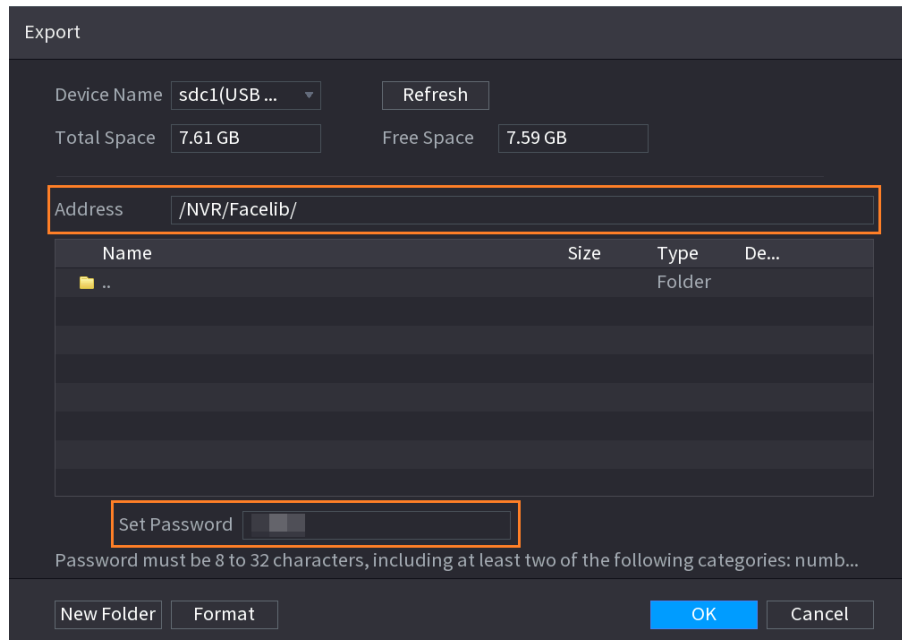 Export
Device Name sdc1(USB ... Refresh
Total Space 7.61 GB Free Space 7.59 GB
Address /NVR/Facelib/
Name Size Type De...
.. Folder
Set Password
Password must be 8 to 32 characters, including at least two of the following categories: numb...
New Folder Format OK Cancel